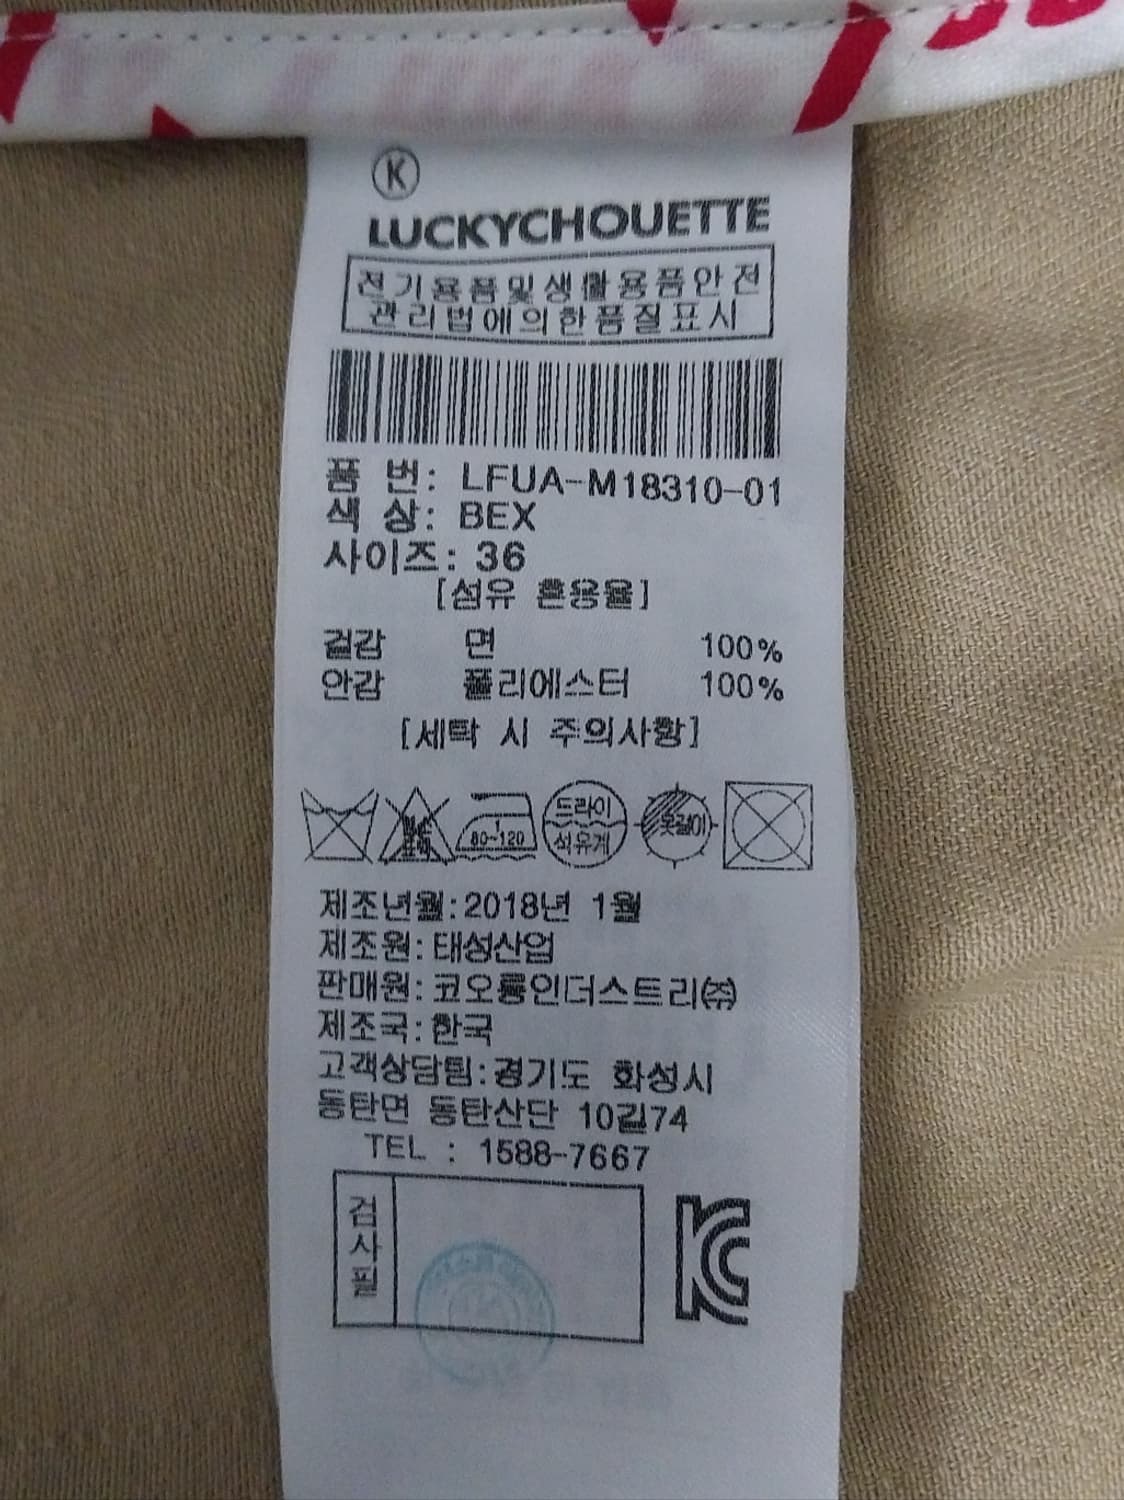 K
LUCKYCHOUETTE
전기용품및생활용품안전
관리법에의한품질표시
품 번: LFUA-M18310-01
색 상: BEX
사이즈: 36
[섬유 혼용율]
겉감 면 100%
안감 폴리에스터 100%
[세탁 시 주의사항]
80~120 드라이 옷걸이
석유계
제조년월:2018년 1월
제조원:태성산업
판매원:코오롱인더스트리㈜
제조국:한국
고객상담팀:경기도 화성시
동탄면 동탄산단 10길74
TEL : 1588-7667
검사필
KC